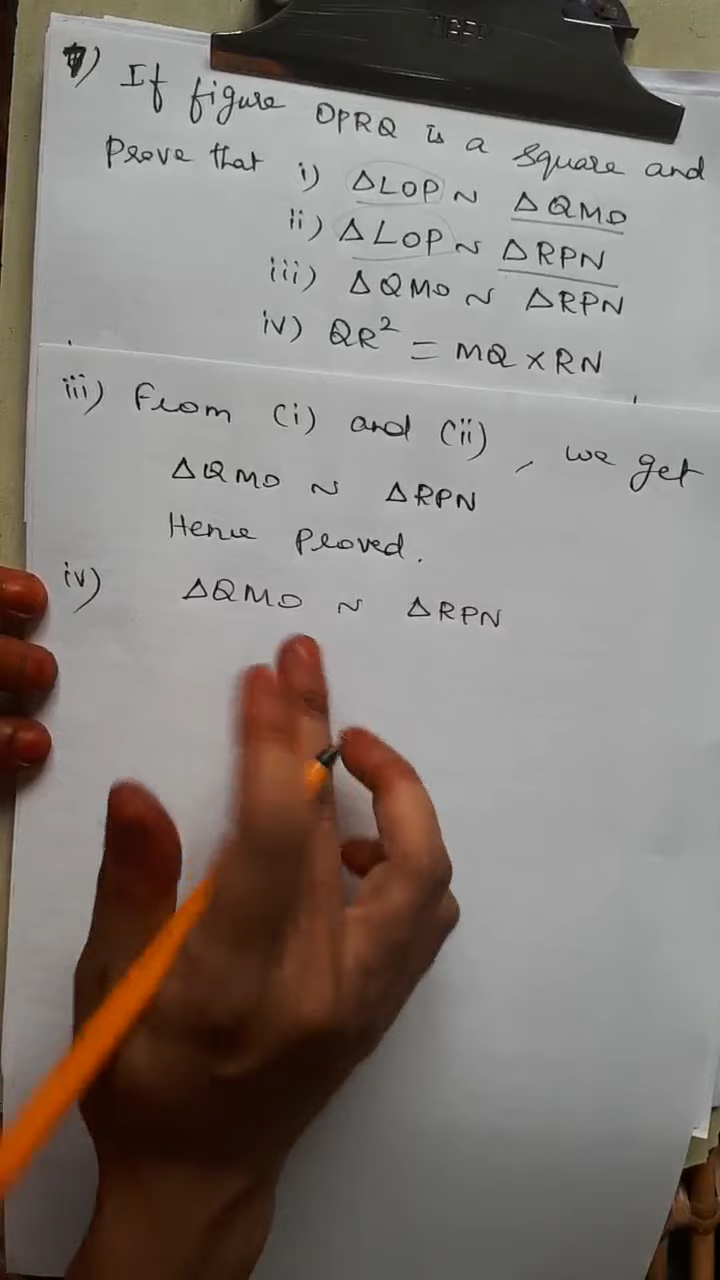 7) If figure OPRQ is a square and
Prove that i) ΔLOP ~ ΔQMO
ii) ΔLOP ~ ΔRPN
iii) ΔQMO ~ ΔRPN
iv) QR² = MQ × RN
iii) From (i) and (ii), we get
ΔQMO ~ ΔRPN
Hence Proved.
iv) ΔQMO ~ ΔRPN